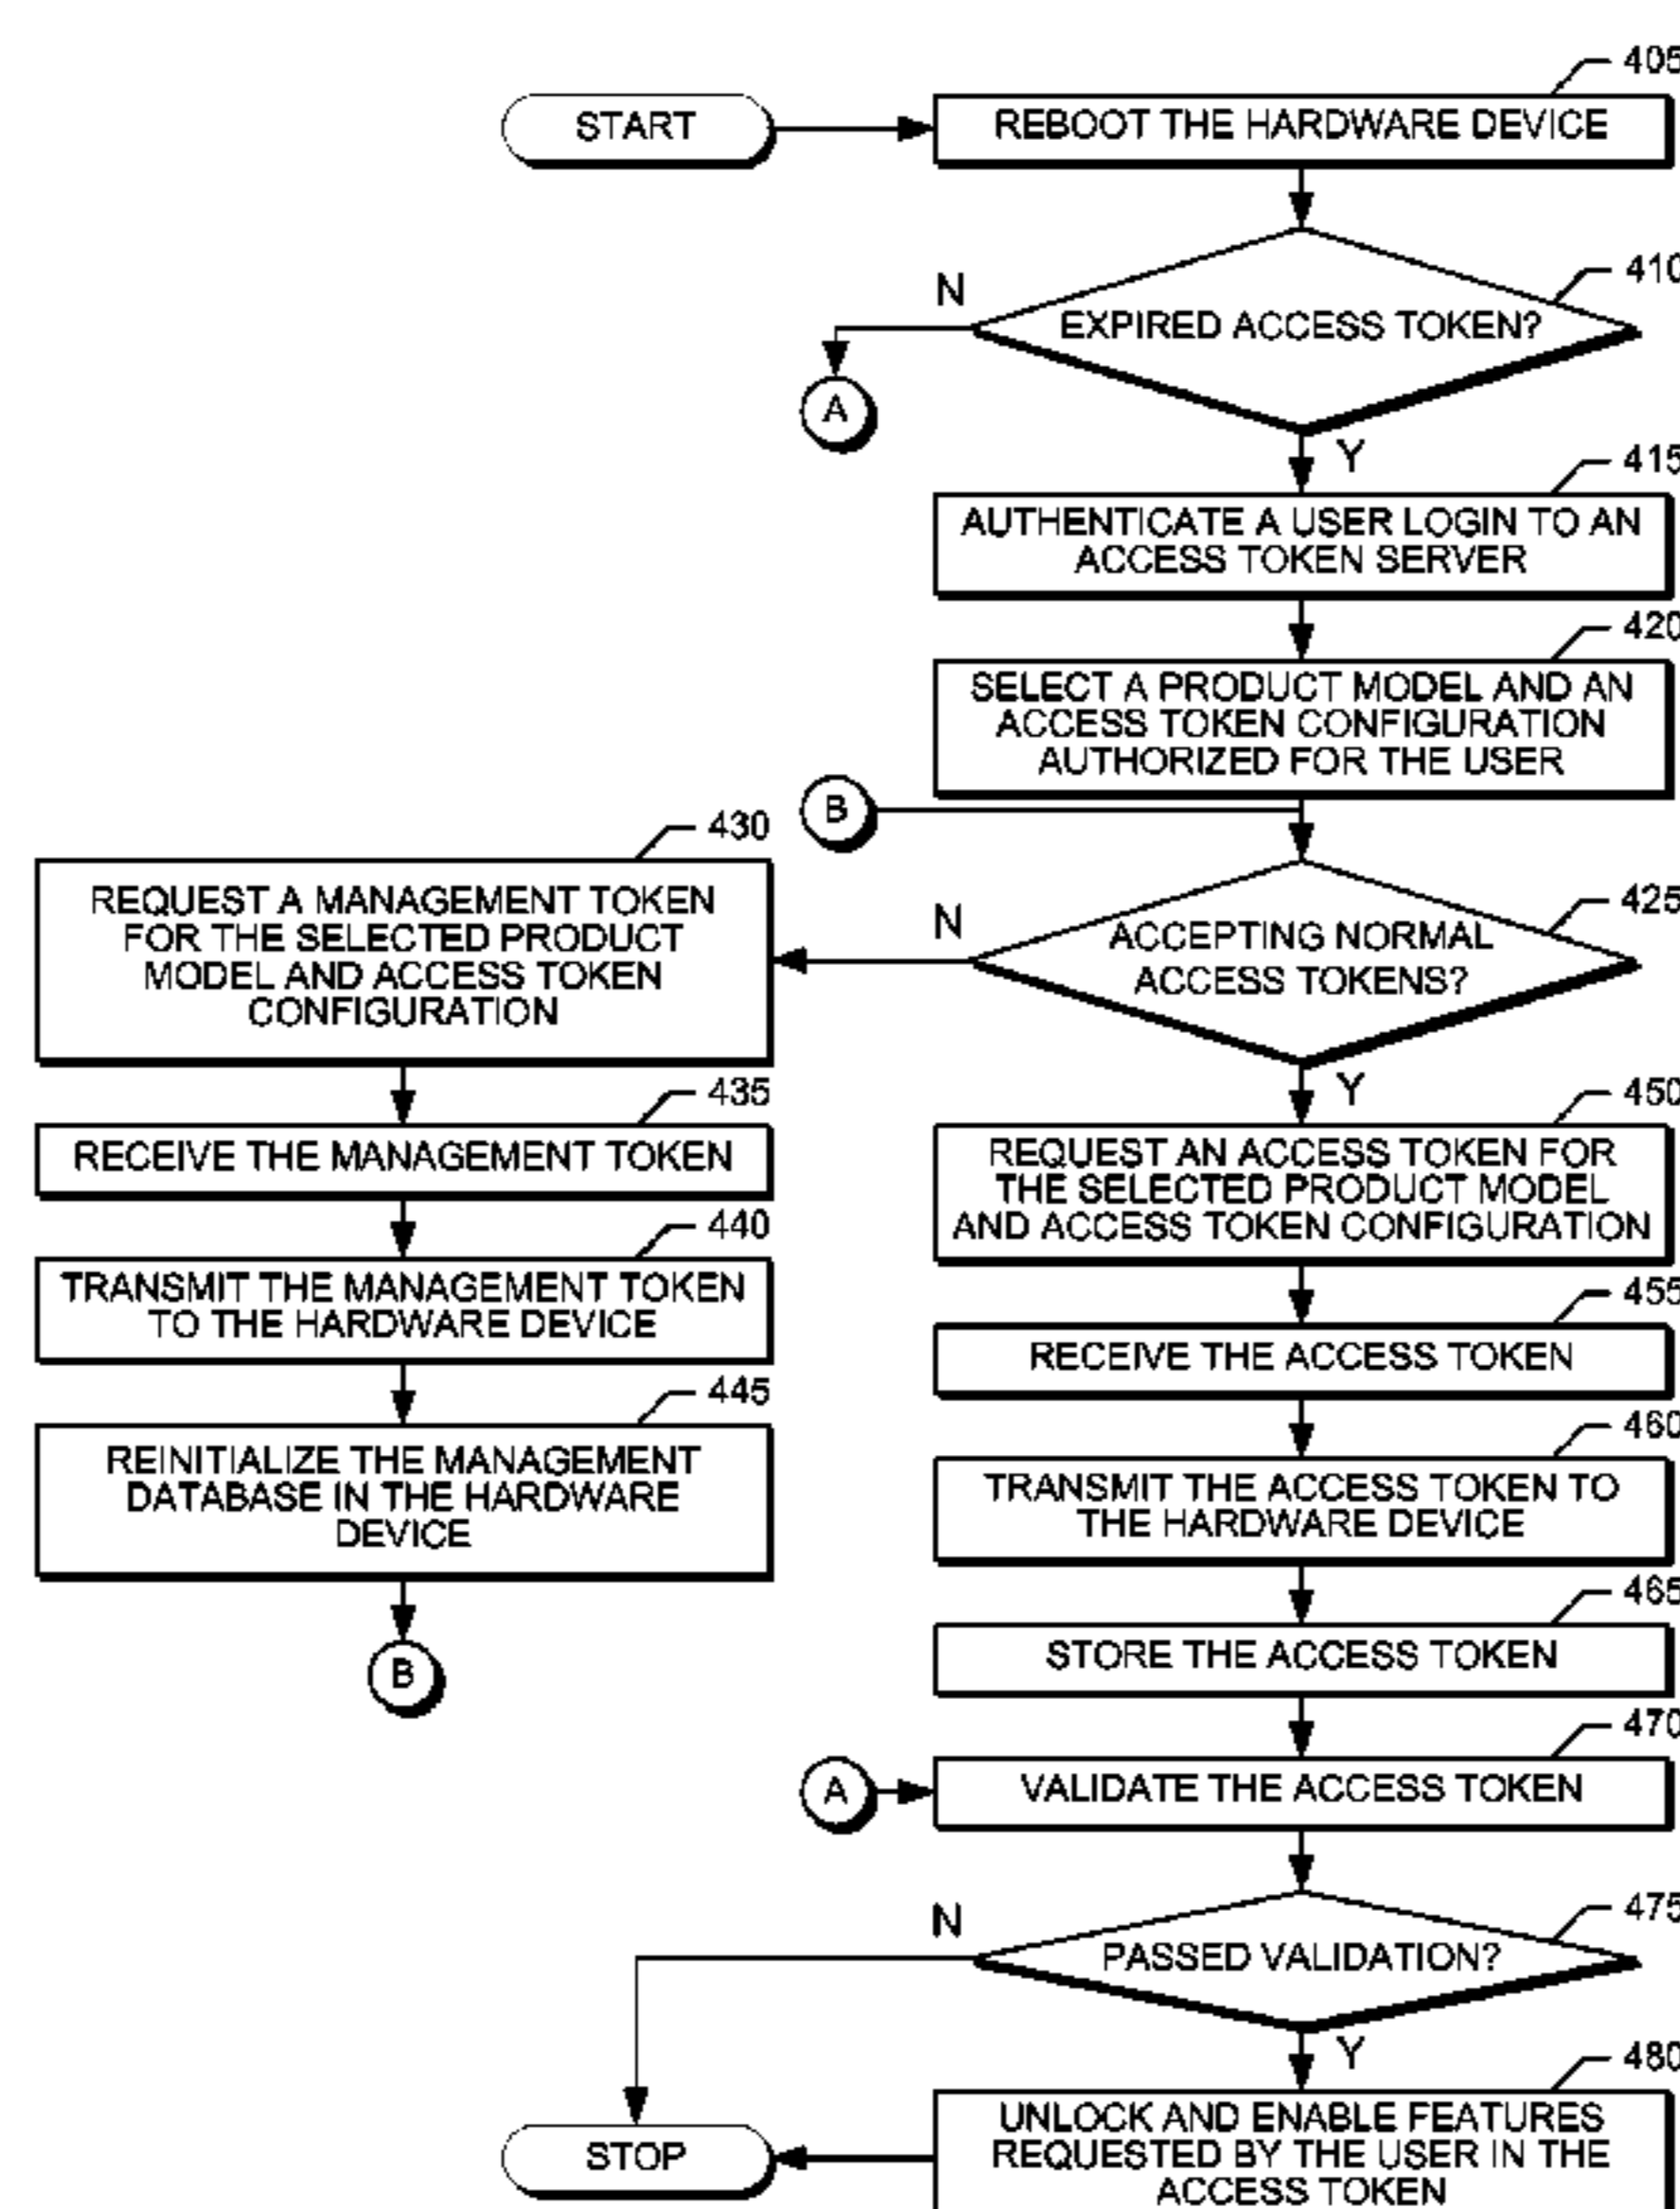 405
START
REBOOT THE HARDWARE DEVICE
410
N
EXPIRED ACCESS TOKEN?
A
Y
415
AUTHENTICATE A USER LOGIN TO AN
ACCESS TOKEN SERVER
420
SELECT A PRODUCT MODEL AND AN
ACCESS TOKEN CONFIGURATION
AUTHORIZED FOR THE USER
B
425
N
ACCEPTING NORMAL
ACCESS TOKENS?
Y
430
REQUEST A MANAGEMENT TOKEN
FOR THE SELECTED PRODUCT
MODEL AND ACCESS TOKEN
CONFIGURATION
435
RECEIVE THE MANAGEMENT TOKEN
440
TRANSMIT THE MANAGEMENT TOKEN
TO THE HARDWARE DEVICE
445
REINITIALIZE THE MANAGEMENT
DATABASE IN THE HARDWARE
DEVICE
B
450
REQUEST AN ACCESS TOKEN FOR
THE SELECTED PRODUCT MODEL
AND ACCESS TOKEN CONFIGURATION
455
RECEIVE THE ACCESS TOKEN
460
TRANSMIT THE ACCESS TOKEN TO
THE HARDWARE DEVICE
465
STORE THE ACCESS TOKEN
470
A
VALIDATE THE ACCESS TOKEN
475
N
PASSED VALIDATION?
Y
480
UNLOCK AND ENABLE FEATURES
REQUESTED BY THE USER IN THE
ACCESS TOKEN
STOP